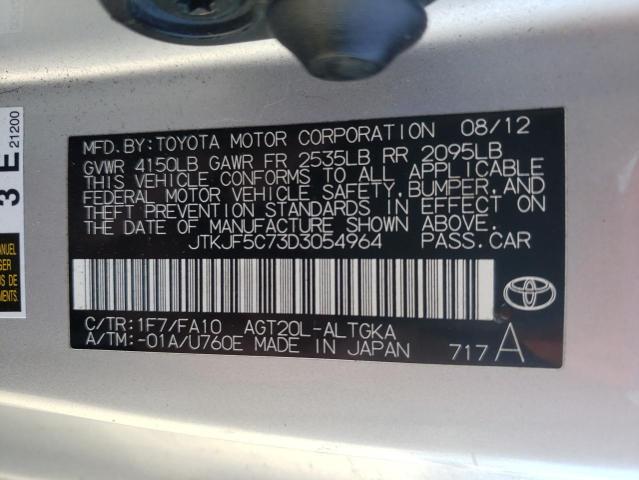 MFD. BY: TOYOTA MOTOR CORPORATION 08/12
GVWR 4150LB GAWR FR 2535LB RR 2095LB
THIS VEHICLE CONFORMS TO ALL APPLICABLE
FEDERAL MOTOR VEHICLE SAFETY, BUMPER, AND
THEFT PREVENTION STANDARDS IN EFFECT ON
THE DATE OF MANUFACTURE SHOWN ABOVE.
JTKJF5C73D3054964 PASS. CAR
C/TR: 1F7/FA10 AGT20L-ALTGKA
A/TM: -01A/U760E MADE IN JAPAN 717A
3 E 21200
MENTS.